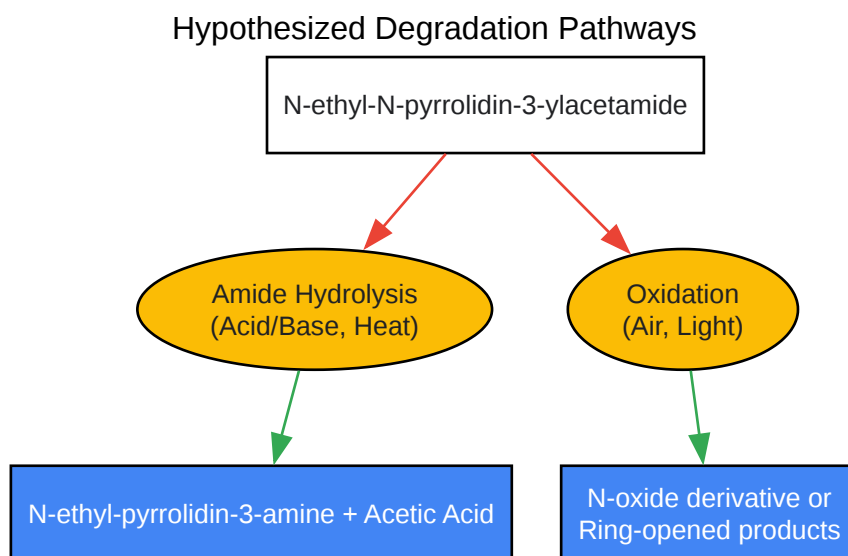 Hypothesized Degradation Pathways
N-ethyl-N-pyrrolidin-3-ylacetamide
Amide Hydrolysis
(Acid/Base, Heat)
Oxidation
(Air, Light)
N-ethyl-pyrrolidin-3-amine + Acetic Acid
N-oxide derivative or
Ring-opened products